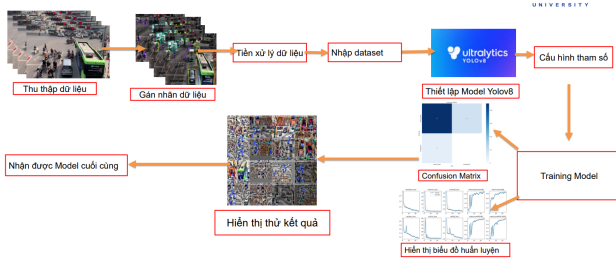 UNIVERSITY
Thu thập dữ liệu
Gán nhãn dữ liệu
Tiền xử lý dữ liệu
Nhập dataset
ultralytics
YOLOv8
Thiết lập Model Yolov8
Cấu hình tham số
Training Model
Confusion Matrix
Hiển thị biểu đồ huấn luyện
Hiển thị thử kết quả
Nhận được Model cuối cùng